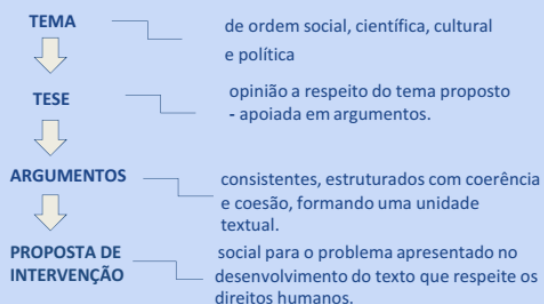 TEMA
de ordem social, científica, cultural
e política
TESE
opinião a respeito do tema proposto
- apoiada em argumentos.
ARGUMENTOS
consistentes, estruturados com coerência
e coesão, formando uma unidade
textual.
PROPOSTA DE
INTERVENÇÃO
social para o problema apresentado no
desenvolvimento do texto que respeite os
direitos humanos.